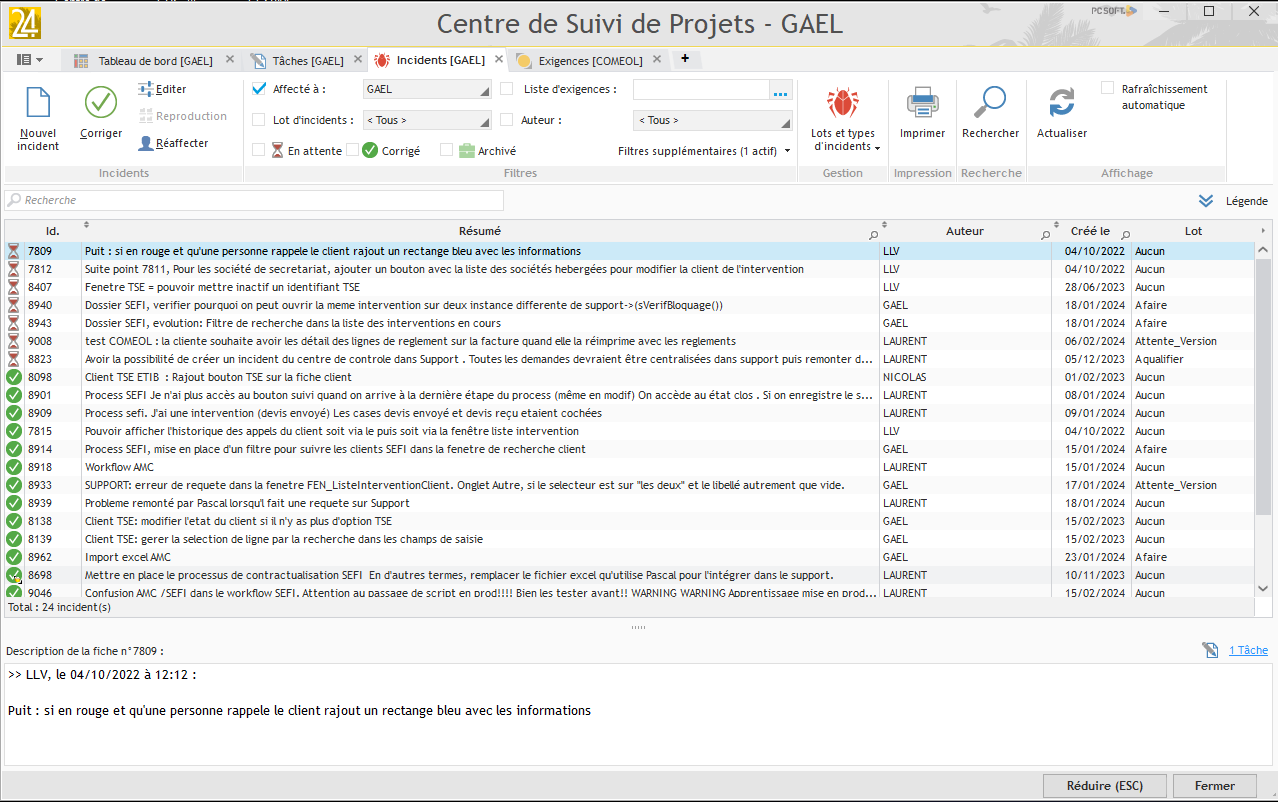 24
Centre de Suivi de Projets - GAEL
PC SOFT
Tableau de bord [GAEL]
Tâches [GAEL]
Incidents [GAEL]
Exigences [COMEOL]
+
Nouvel incident
Corriger
Editer
Reproduction
Réaffecter
Incidents
Affecté à :
GAEL
Liste d'exigences :
...
Lot d'incidents :
< Tous >
Auteur :
< Tous >
En attente
Corrigé
Archivé
Filtres supplémentaires (1 actif)
Filtres
Lots et types d'incidents
Gestion
Imprimer
Impression
Rechercher
Recherche
Actualiser
Rafraîchissement automatique
Affichage
Recherche
Légende
Id. Résumé Auteur Créé le Lot
7809 Puit : si en rouge et qu'une personne rappele le client rajout un rectange bleu avec les informations LLV 04/10/2022 Aucun
7812 Suite point 7811, Pour les société de secretariat, ajouter un bouton avec la liste des sociétés hebergées pour modifier la client de l'intervention LLV 04/10/2022 Aucun
8407 Fenetre TSE = pouvoir mettre inactif un identifiant TSE LLV 28/06/2023 Aucun
8940 Dossier SEFI, verifier pourquoi on peut ouvrir la meme intervention sur deux instance differente de support->(sVerifBloquage()) GAEL 18/01/2024 A faire
8943 Dossier SEFI, evolution: Filtre de recherche dans la liste des interventions en cours GAEL 18/01/2024 A faire
9008 test COMEOL : la cliente souhaite avoir les détail des lignes de reglement sur la facture quand elle la réimprime avec les reglements LAURENT 06/02/2024 Attente_Version
8823 Avoir la possibilité de créer un incident du centre de controle dans Support . Toutes les demandes devraient être centralisées dans support puis remonter d... LAURENT 05/12/2023 A qualifier
8098 Client TSE ETIB : Rajout bouton TSE sur la fiche client NICOLAS 01/02/2023 Aucun
8901 Process SEFI Je n'ai plus accès au bouton suivi quand on arrive à la dernière étape du process (même en modif) On accède au état clos . Si on enregistre le s... LAURENT 08/01/2024 Aucun
8909 Process sefi. J'ai une intervention (devis envoyé) Les cases devis envoyé et devis reçu etaient cochées LAURENT 09/01/2024 Aucun
7815 Pouvoir afficher l'historique des appels du client soit via le puis soit via la fenêtre liste intervention LLV 04/10/2022 Aucun
8914 Process SEFI, mise en place d'un filtre pour suivre les clients SEFI dans la fenetre de recherche client GAEL 15/01/2024 A faire
8918 Workflow AMC LAURENT 15/01/2024 Aucun
8933 SUPPORT: erreur de requete dans la fenetre FEN_ListeInterventionClient. Onglet Autre, si le selecteur est sur "les deux" et le libellé autrement que vide. GAEL 17/01/2024 Attente_Version
8939 Probleme remonté par Pascal lorsqu'l fait une requete sur Support LAURENT 18/01/2024 Aucun
8138 Client TSE: modifier l'etat du client si il n'y as plus d'option TSE GAEL 15/02/2023 Aucun
8139 Client TSE: gerer la selection de ligne par la recherche dans les champs de saisie GAEL 15/02/2023 Aucun
8962 Import excel AMC GAEL 23/01/2024 A faire
8698 Mettre en place le processus de contractualisation SEFI En d'autres termes, remplacer le fichier excel qu'utilise Pascal pour l'intégrer dans le support. LAURENT 10/11/2023 Aucun
9046 Confusion AMC /SEFI dans le workflow SEFI. Attention au passage de script en prod!!!! Bien les tester avant!! WARNING WARNING Apprentissage mise en prod... LAURENT 15/02/2024 Aucun
Total : 24 incident(s)
Description de la fiche n°7809 :
1 Tâche
>> LLV, le 04/10/2022 à 12:12 :
Puit : si en rouge et qu'une personne rappele le client rajout un rectange bleu avec les informations
Réduire (ESC)
Fermer